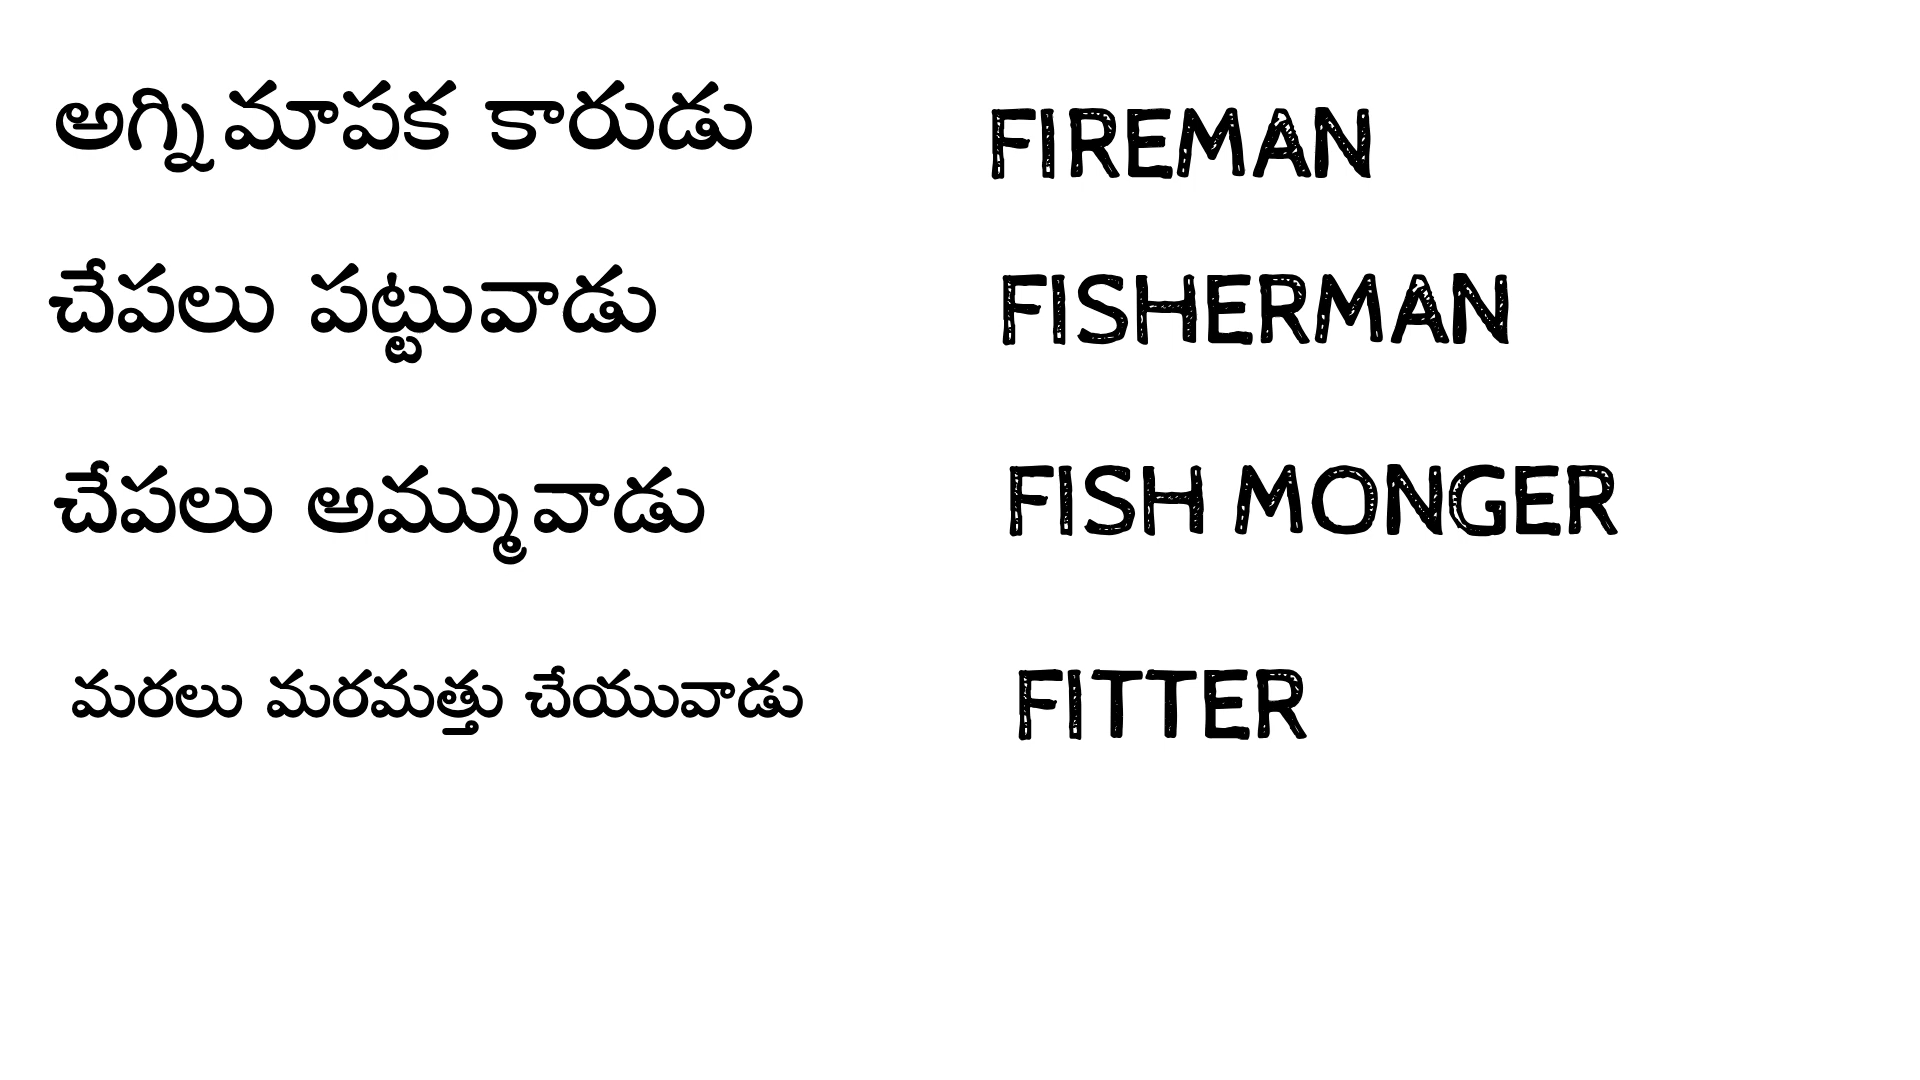 అగ్నిమాపక కారుడు FIREMAN
చేపలు పట్టువాడు FISHERMAN
చేపలు అమ్మువాడు FISH MONGER
మరలు మరమత్తు చేయువాడు FITTER